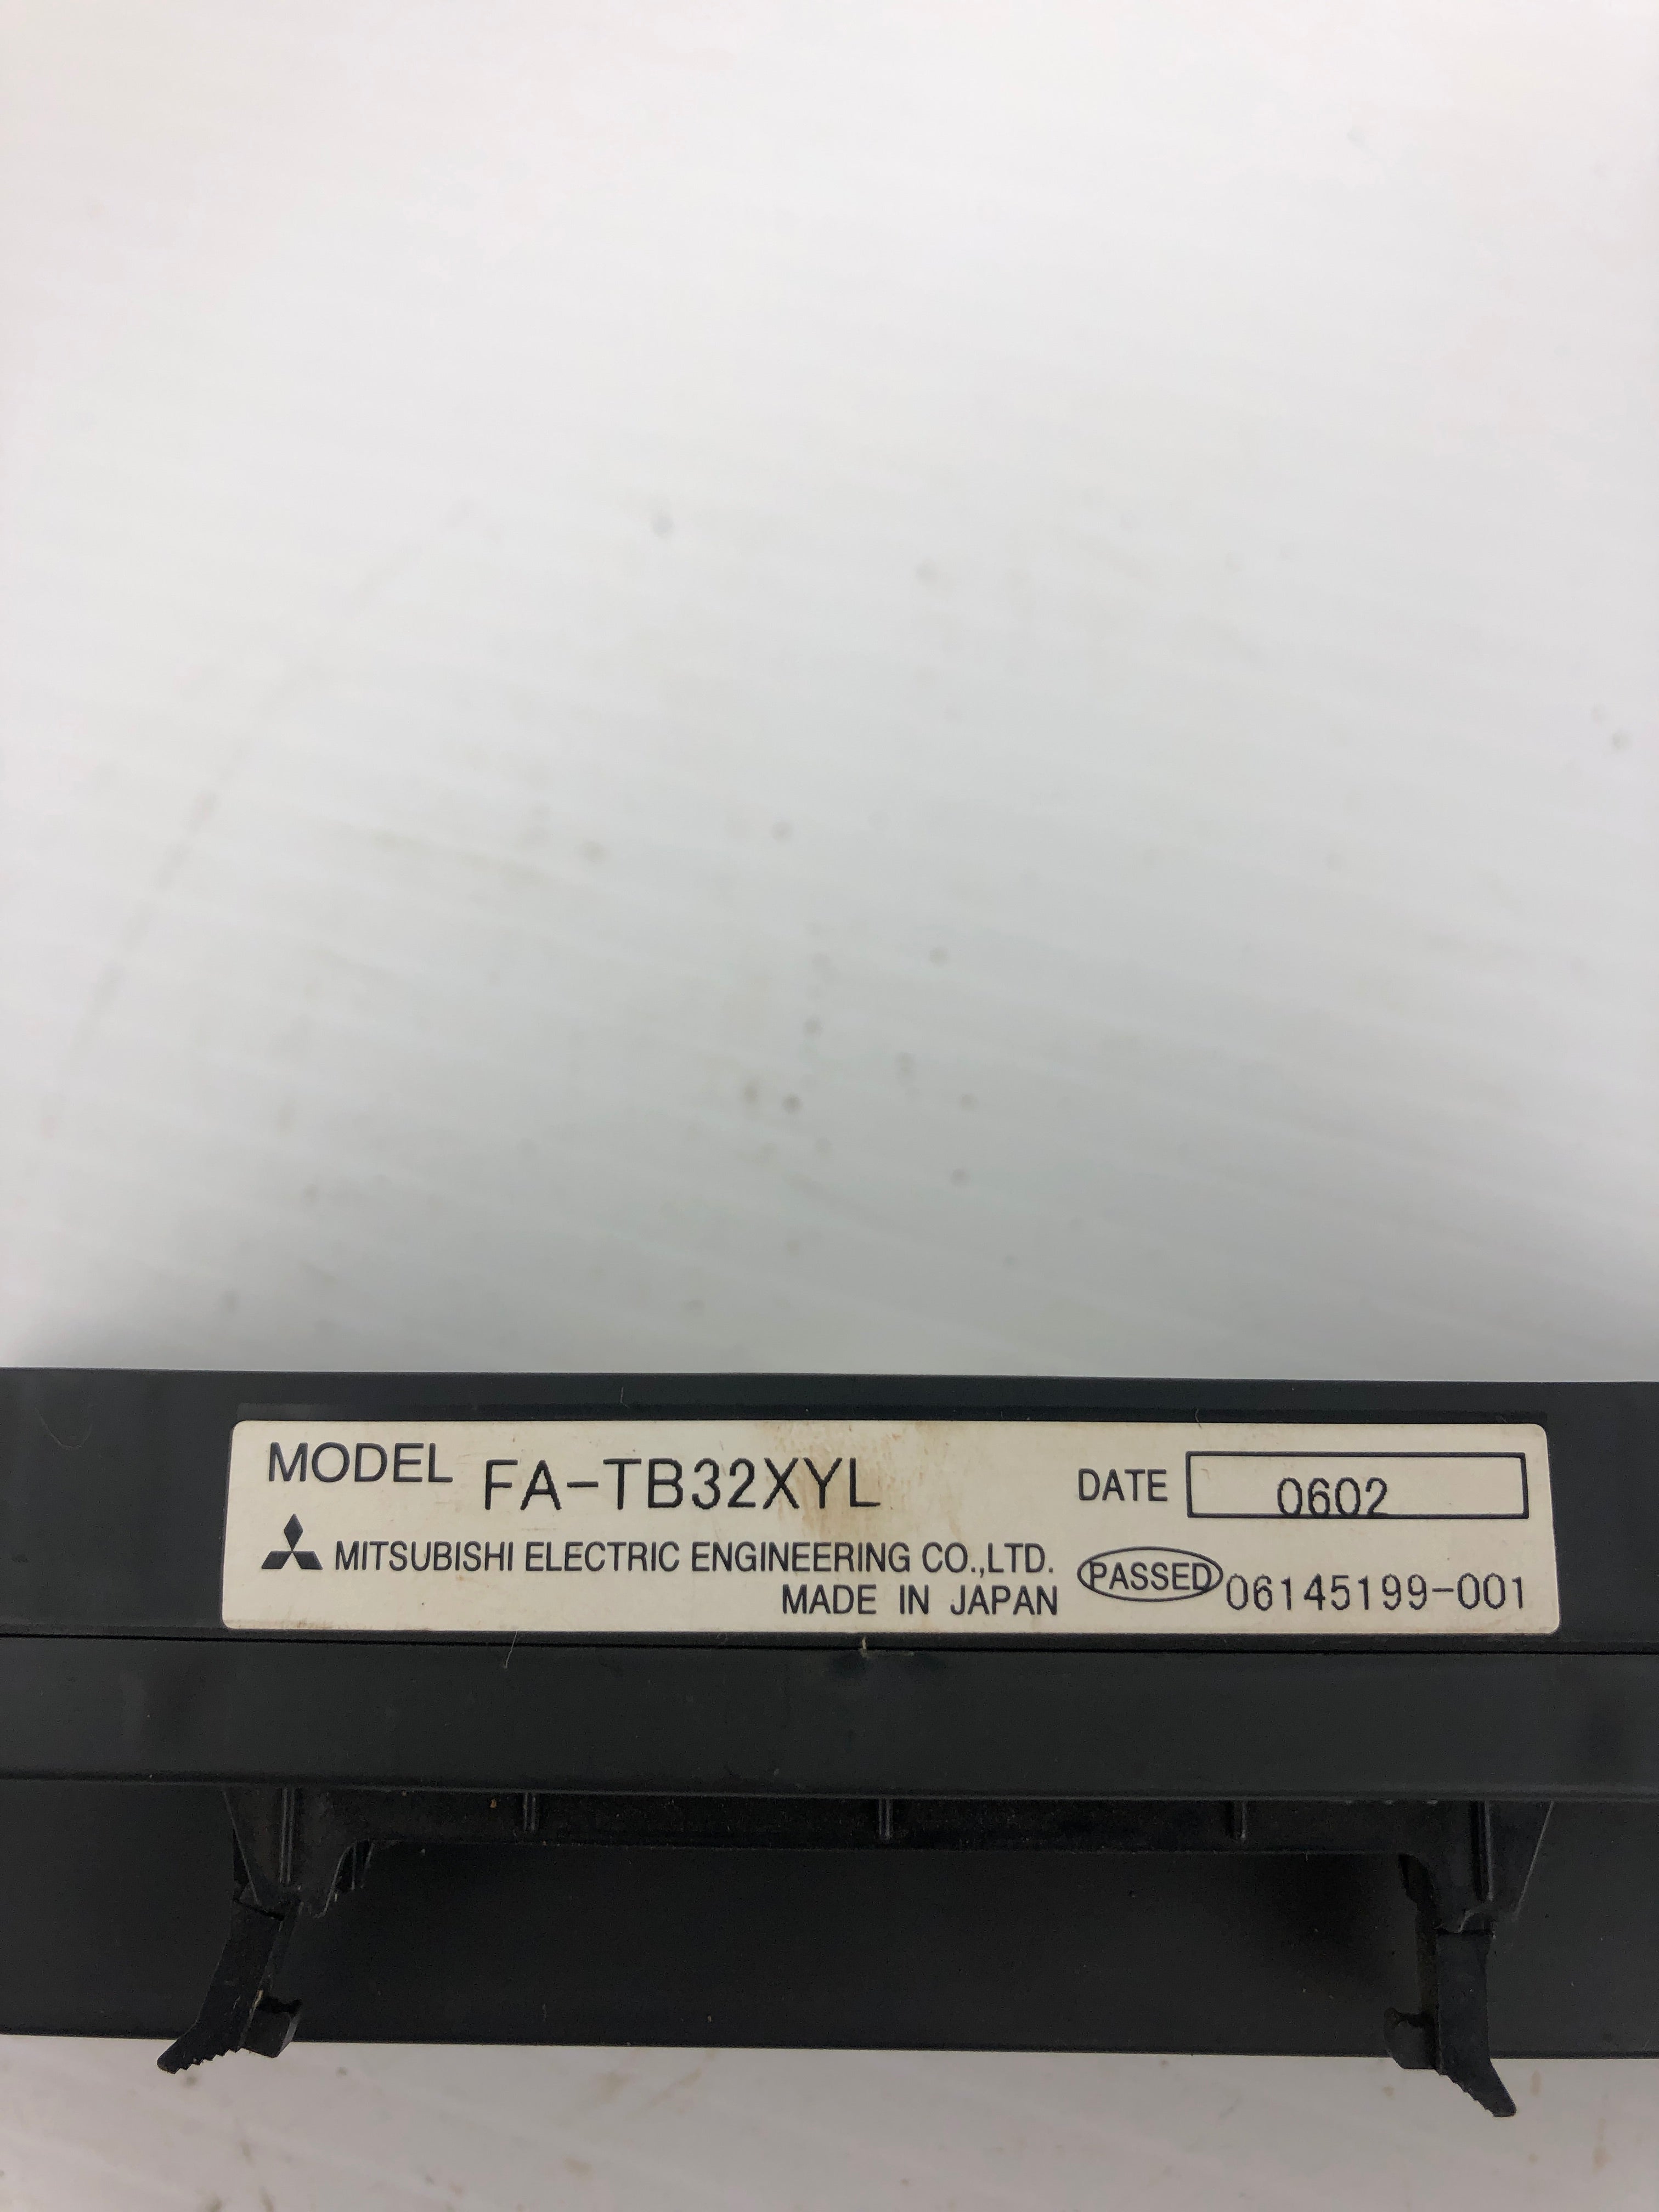 MODEL FA-TB32XYL DATE 0602
MITSUBISHI ELECTRIC ENGINEERING CO.,LTD. PASSED 06145199-001
MADE IN JAPAN